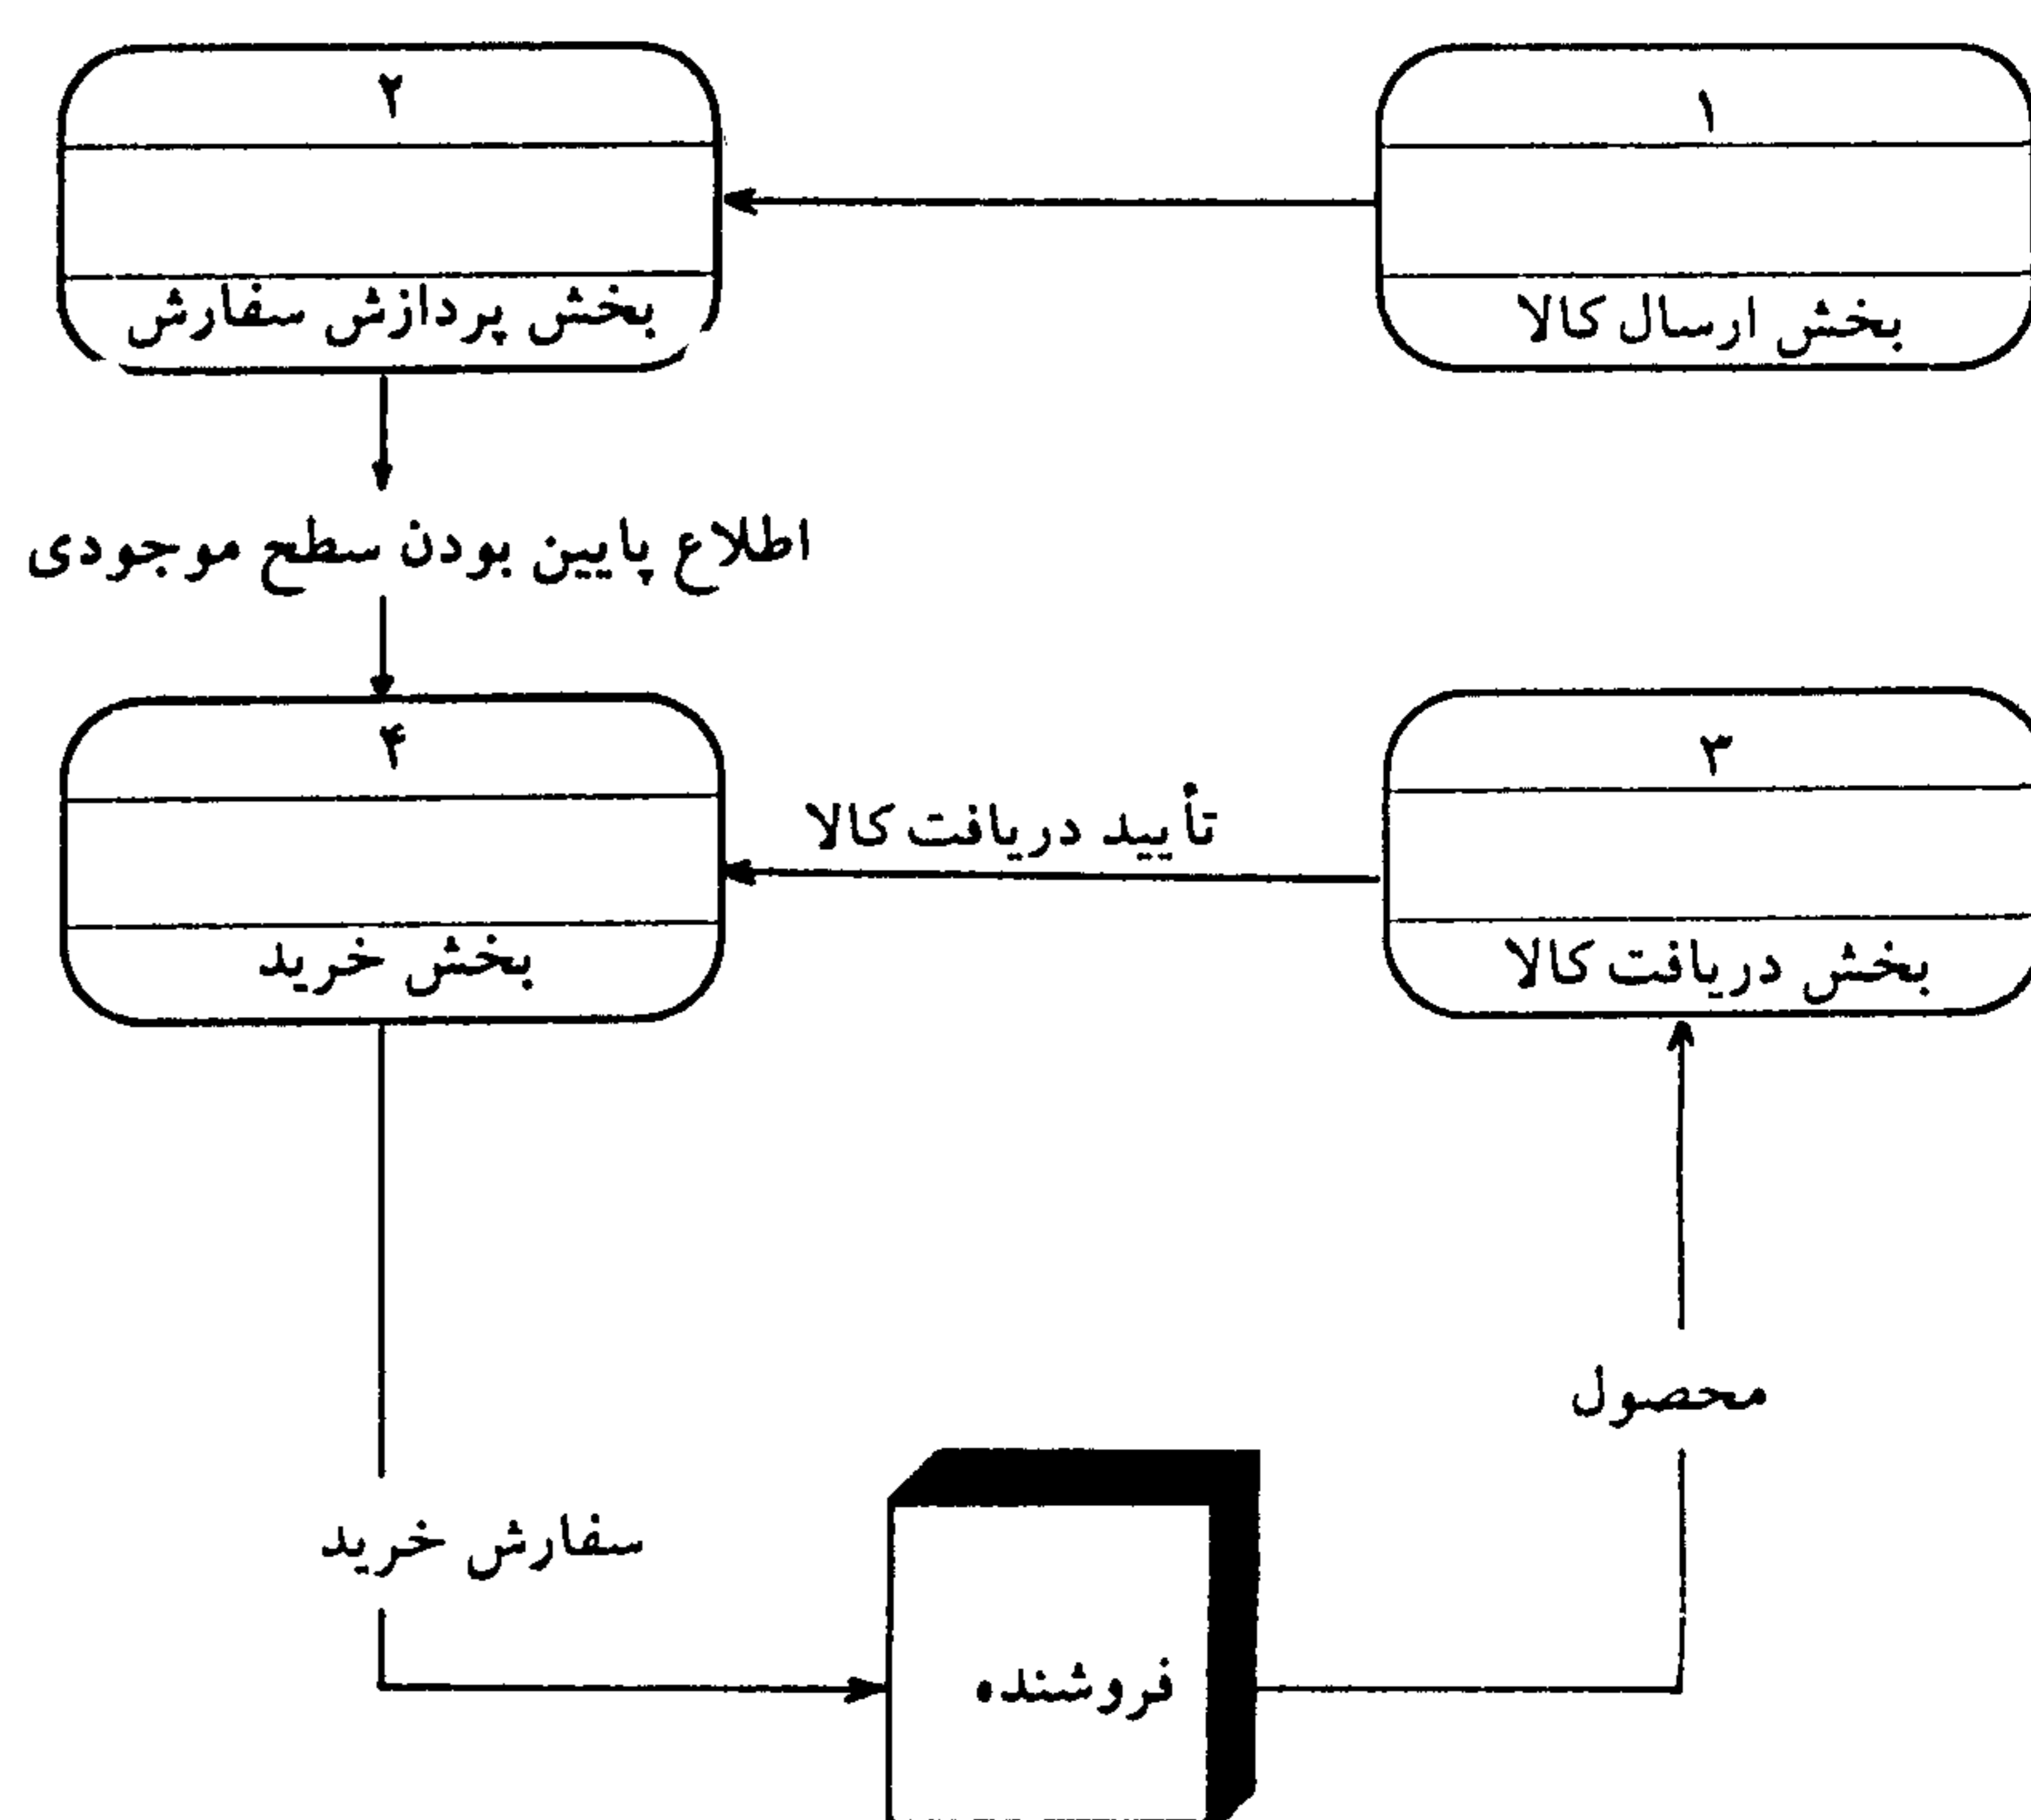 ۱
۲
بخش ارسال کالا
بخش پردازش سفارش
اطلاع پایین بودن سطح موجودی
۳
۴
تأیید دریافت کالا
بخش دریافت کالا
بخش خرید
محصول
سفارش خرید
فروشنده